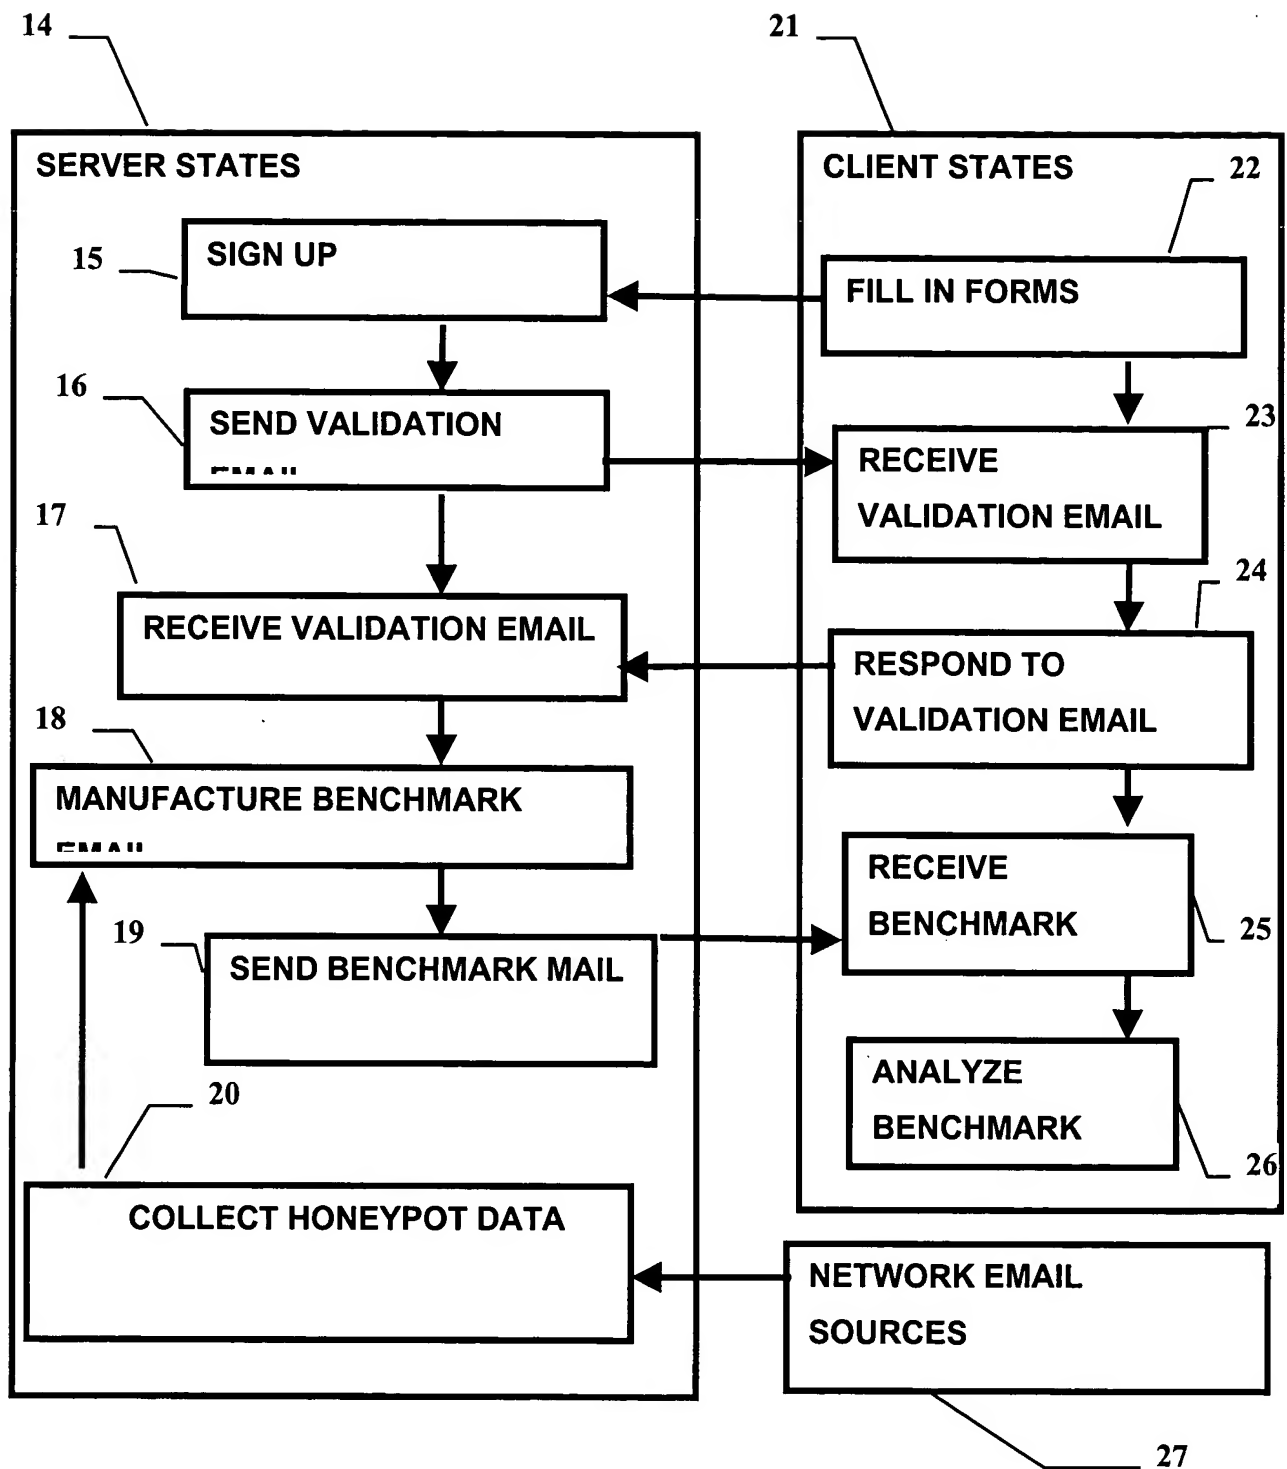 14
21
SERVER STATES
15
SIGN UP
16
SEND VALIDATION
17
RECEIVE VALIDATION EMAIL
18
MANUFACTURE BENCHMARK
19
SEND BENCHMARK MAIL
20
COLLECT HONEYPOT DATA
CLIENT STATES
22
FILL IN FORMS
23
RECEIVE
VALIDATION EMAIL
24
RESPOND TO
VALIDATION EMAIL
RECEIVE
BENCHMARK
25
ANALYZE
BENCHMARK
26
NETWORK EMAIL
SOURCES
27